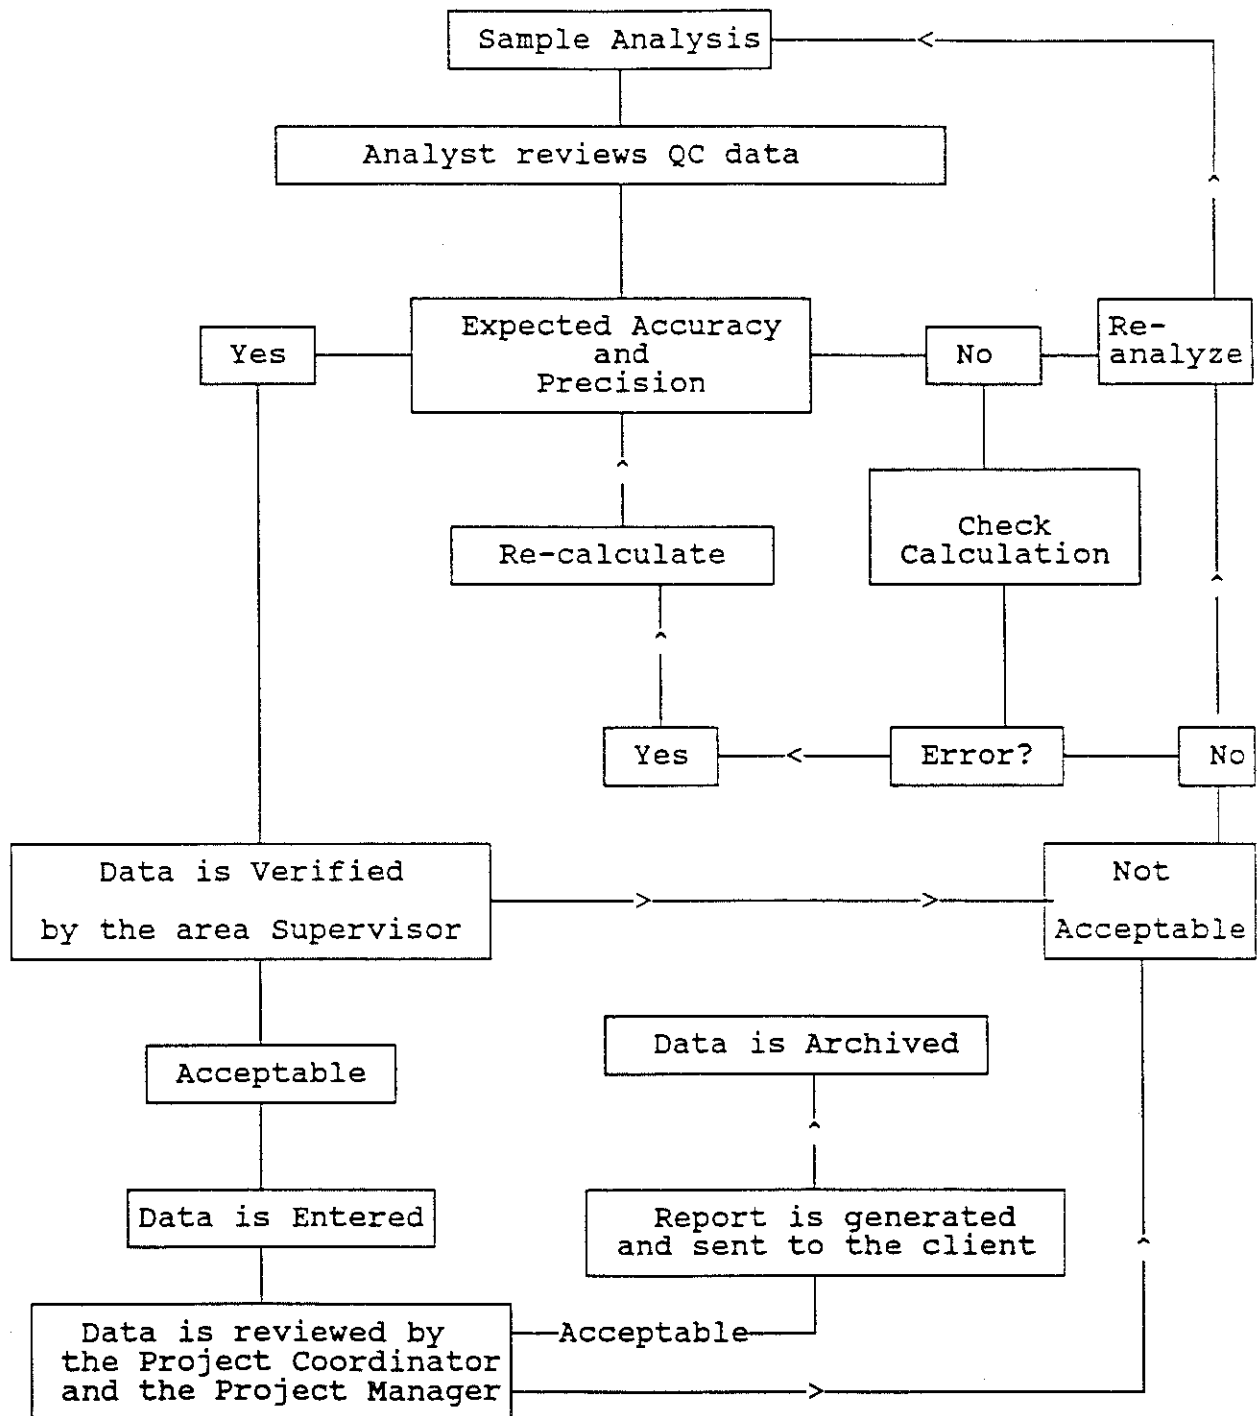 Sample Analysis
Analyst reviews QC data
Yes
Expected Accuracy
and
Precision
No
Re-
analyze
Check
Calculation
Re-calculate
Yes
Error?
No
Data is Verified
by the area Supervisor
Not
Acceptable
Acceptable
Data is Archived
Data is Entered
Report is generated
and sent to the client
Data is reviewed by
the Project Coordinator
and the Project Manager
Acceptable